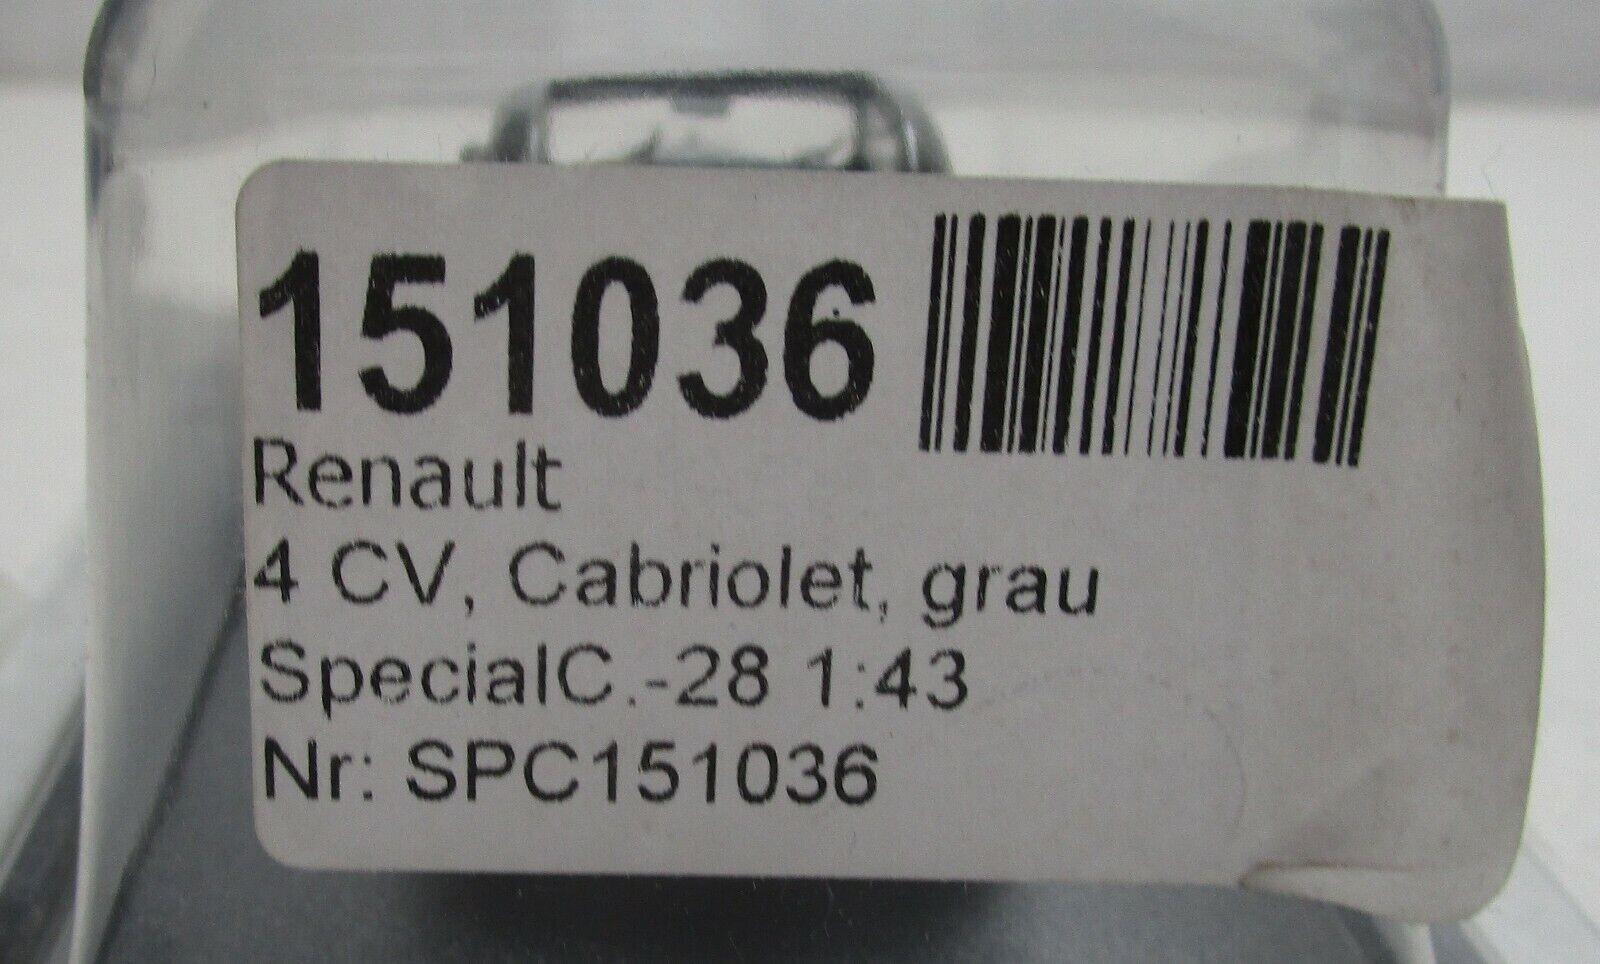 151036
Renault
4 CV, Cabriolet, grau
SpecialC.-28 1:43
Nr: SPC151036